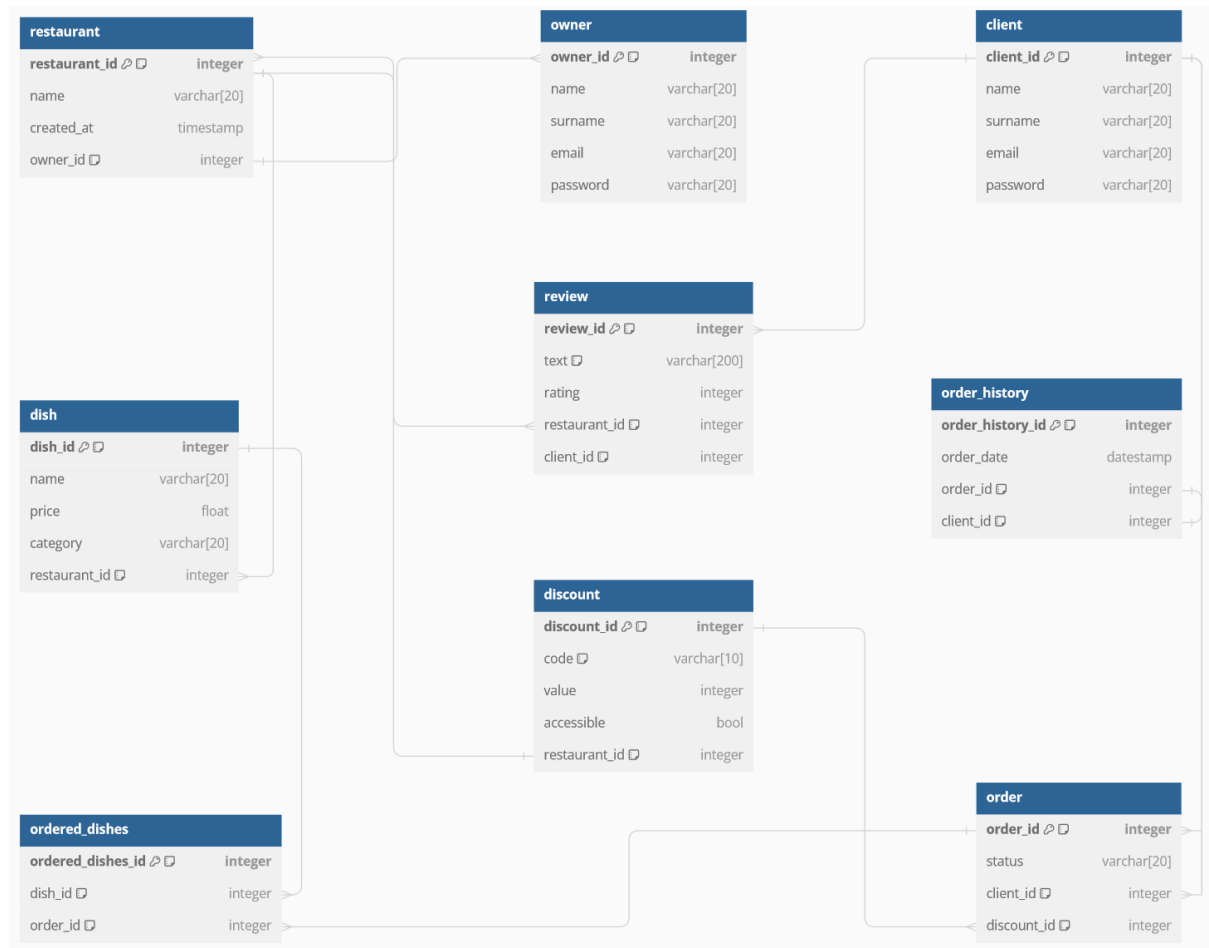 restaurant
restaurant_id integer
name varchar[20]
created_at timestamp
owner_id integer
owner
owner_id integer
name varchar[20]
surname varchar[20]
email varchar[20]
password varchar[20]
client
client_id integer
name varchar[20]
surname varchar[20]
email varchar[20]
password varchar[20]
review
review_id integer
text varchar[200]
rating integer
restaurant_id integer
client_id integer
order_history
order_history_id integer
order_date datestamp
order_id integer
client_id integer
dish
dish_id integer
name varchar[20]
price float
category varchar[20]
restaurant_id integer
discount
discount_id integer
code varchar[10]
value integer
accessible bool
restaurant_id integer
ordered_dishes
ordered_dishes_id integer
dish_id integer
order_id integer
order
order_id integer
status varchar[20]
client_id integer
discount_id integer